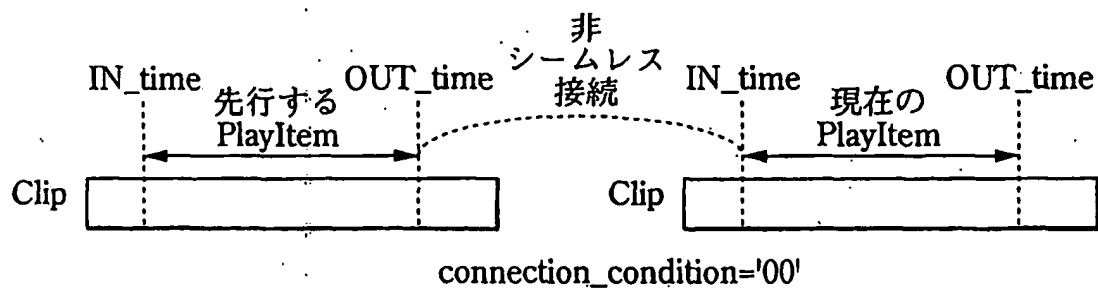 非
シームレス
接続
IN_time
OUT_time
先行する
PlayItem
IN_time
OUT_time
現在の
PlayItem
Clip
Clip
connection_condition='00'